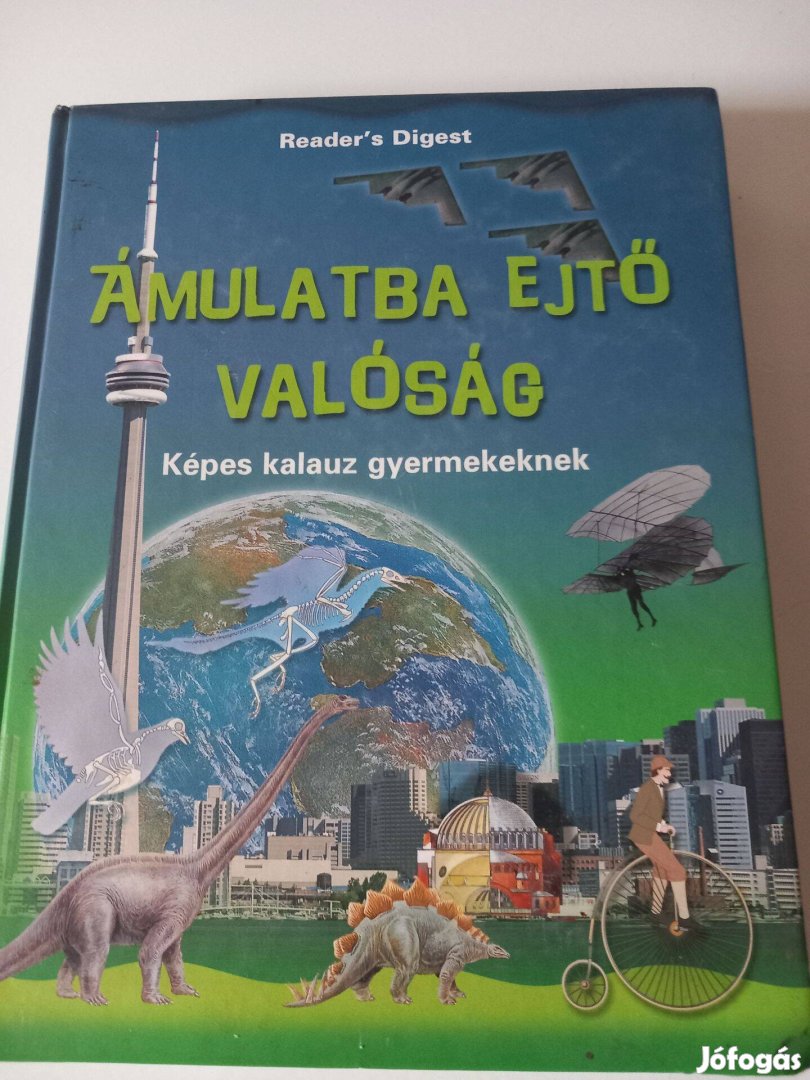 Reader's Digest
ÁMULATBA EJTŐ
VALÓSÁG
Képes kalauz gyermekeknek
Jófogás